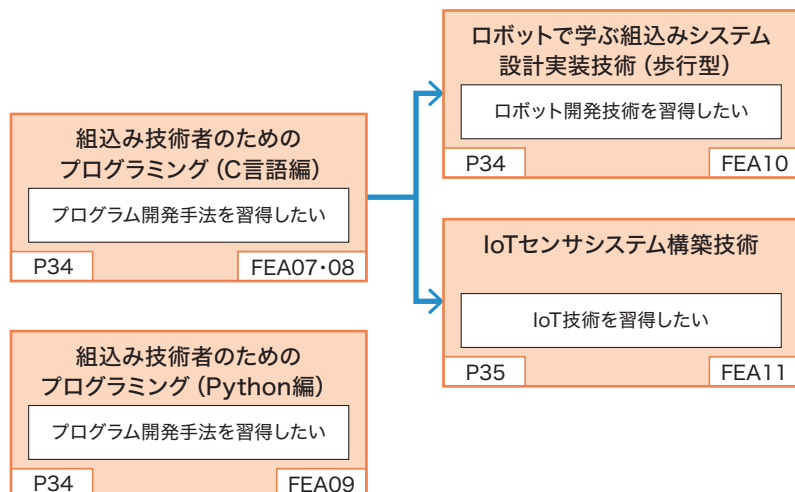 組込み技術者のための
プログラミング（C言語編）
プログラム開発手法を習得したい
P34
FEA07・08
組込み技術者のための
プログラミング（Python編）
プログラム開発手法を習得したい
P34
FEA09
ロボットで学ぶ組込みシステム
設計実装技術（歩行型）
ロボット開発技術を習得したい
P34
FEA10
IoTセンサシステム構築技術
IoT技術を習得したい
P35
FEA11